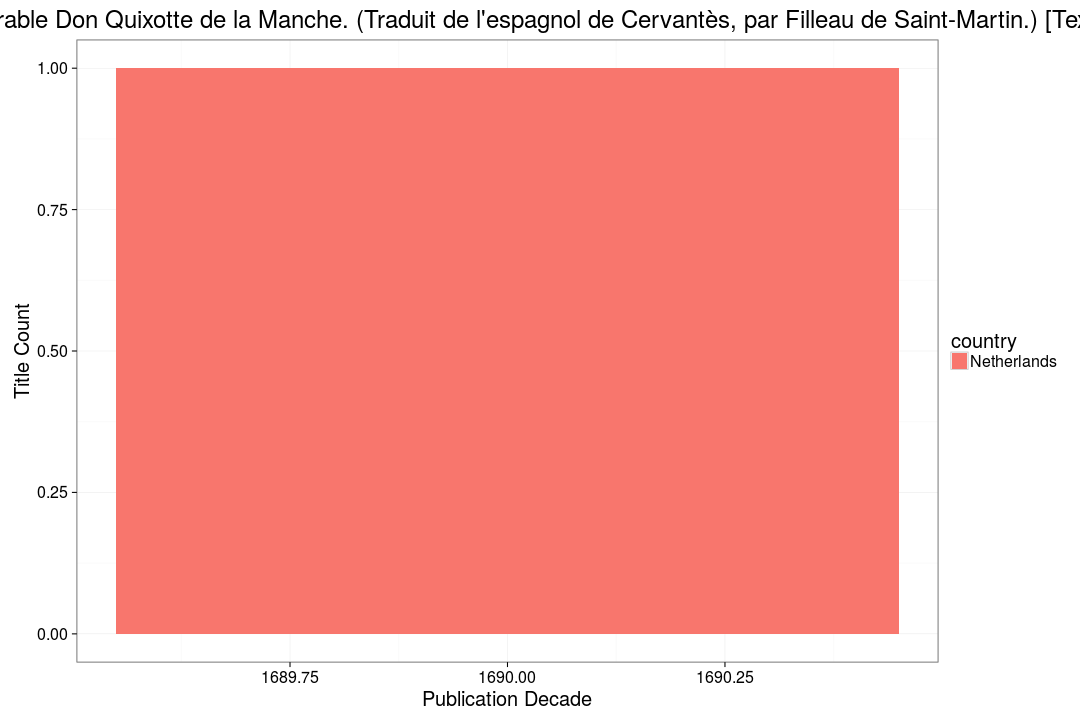 rable Don Quixotte de la Manche. (Traduit de l'espagnol de Cervantès, par Filleau de Saint-Martin.) [Tex
1.00
0.75
0.50
0.25
0.00
Title Count
1689.75 1690.00 1690.25
Publication Decade
country
Netherlands